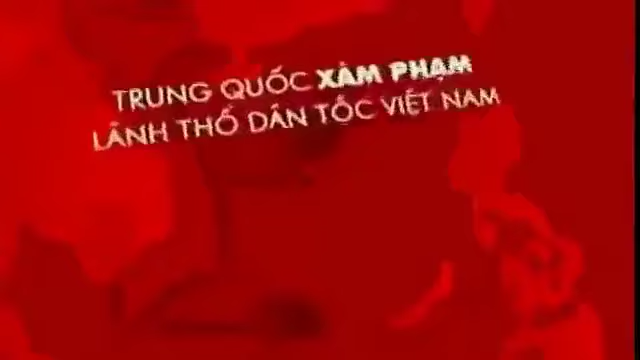 TRUNG QUỐC XÂM PHẠM
LÃNH THỔ DÂN TỘC VIỆT NAM